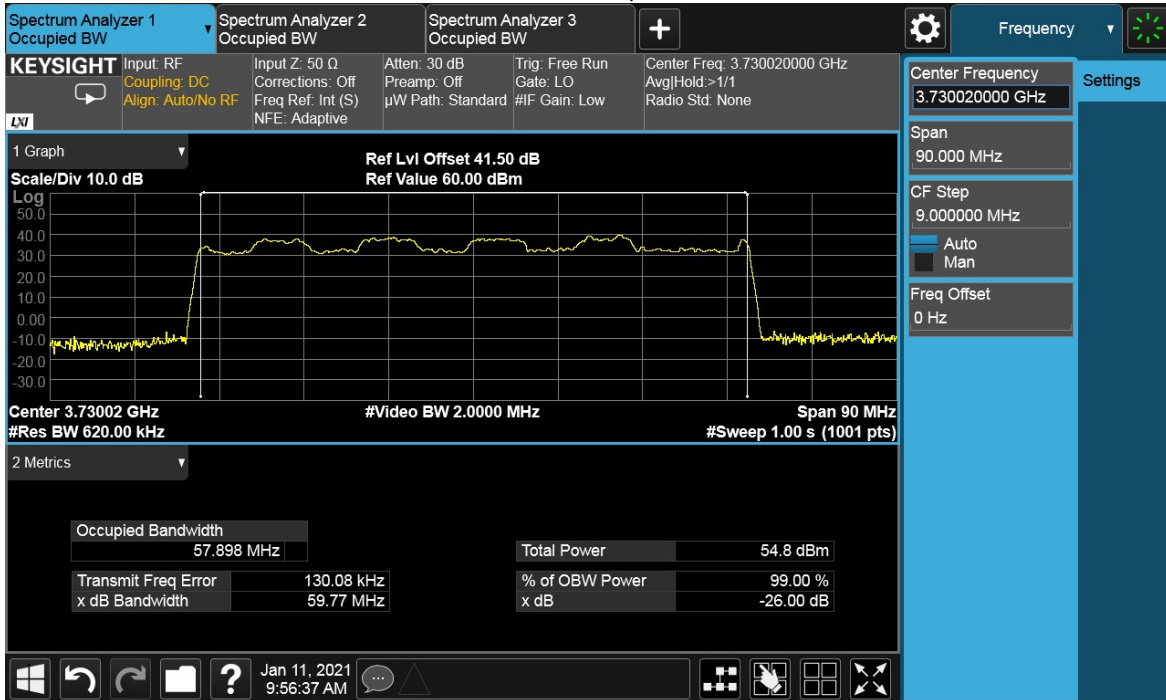 Spectrum Analyzer 1
Occupied BW
Spectrum Analyzer 2
Occupied BW
Spectrum Analyzer 3
Occupied BW
Frequency
KEYSIGHT
LXI
Input: RF
Coupling: DC
Align: Auto/No RF
Input Z: 50 Ω
Corrections: Off
Freq Ref: Int (S)
NFE: Adaptive
Atten: 30 dB
Preamp: Off
µW Path: Standard
Trig: Free Run
Gate: LO
#IF Gain: Low
Center Freq: 3.730020000 GHz
Avg|Hold:>1/1
Radio Std: None
Center Frequency
3.730020000 GHz
Settings
Span
90.000 MHz
CF Step
9.000000 MHz
Auto
Man
Freq Offset
0 Hz
1 Graph
Scale/Div 10.0 dB
Ref Lvl Offset 41.50 dB
Ref Value 60.00 dBm
Log
50.0
40.0
30.0
20.0
10.0
0.00
-10.0
-20.0
-30.0
Center 3.73002 GHz
#Video BW 2.0000 MHz
Span 90 MHz
#Res BW 620.00 kHz
#Sweep 1.00 s (1001 pts)
2 Metrics
Occupied Bandwidth
57.898 MHz
Total Power 54.8 dBm
Transmit Freq Error 130.08 kHz
% of OBW Power 99.00 %
x dB Bandwidth 59.77 MHz
x dB -26.00 dB
?
Jan 11, 2021
9:56:37 AM